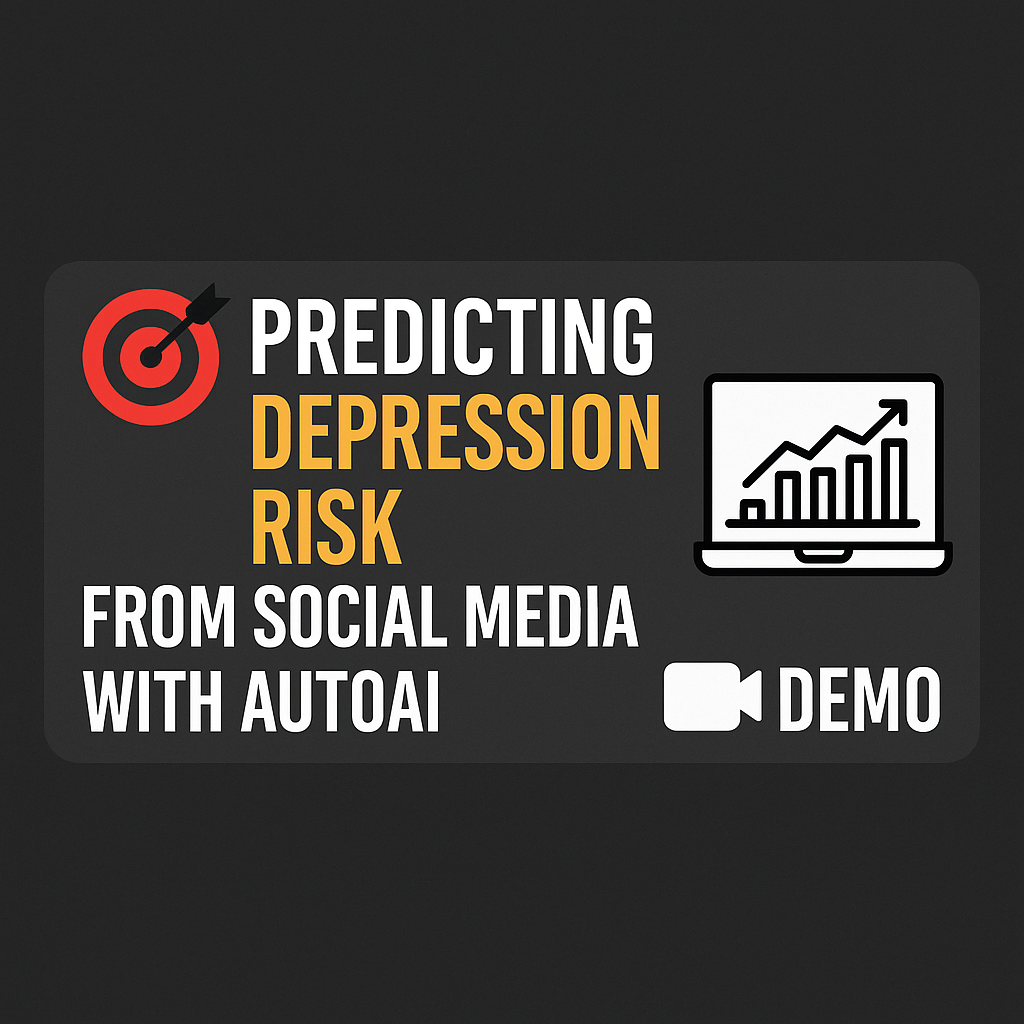 PREDICTING
DEPRESSION
RISK
FROM SOCIAL MEDIA
WITH AUTOAI
DEMO